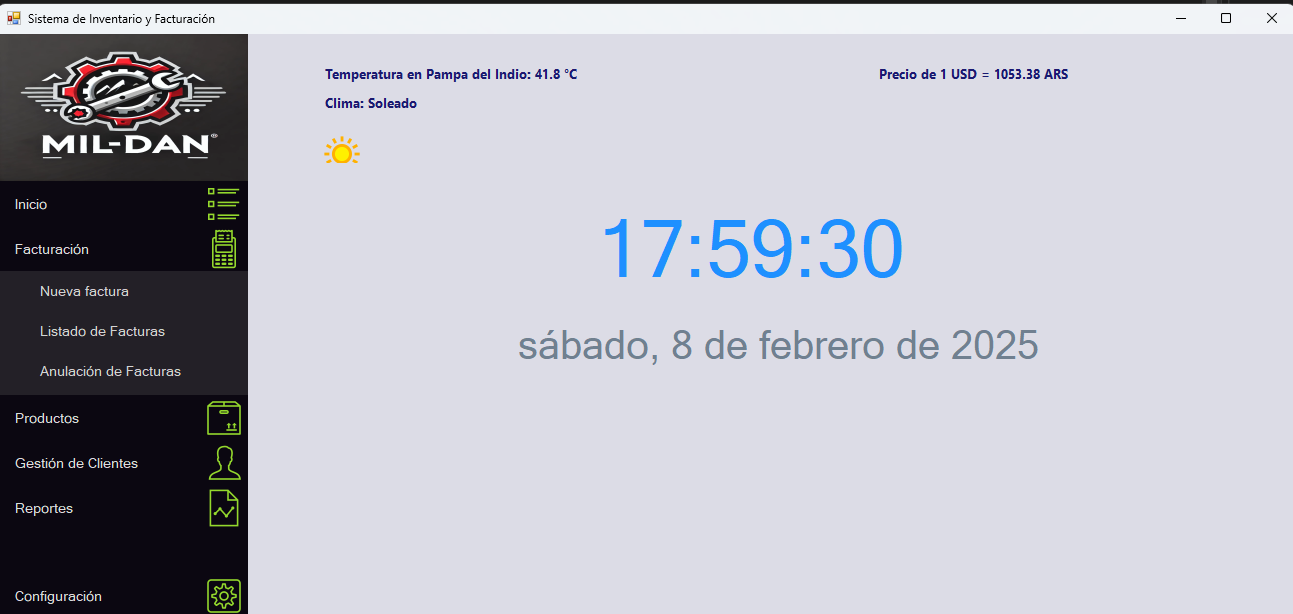 Sistema de Inventario y Facturación
MIL-DAN®
Inicio
Facturación
Nueva factura
Listado de Facturas
Anulación de Facturas
Productos
Gestión de Clientes
Reportes
Configuración
Temperatura en Pampa del Indio: 41.8 °C
Precio de 1 USD = 1053.38 ARS
Clima: Soleado
17:59:30
sábado, 8 de febrero de 2025